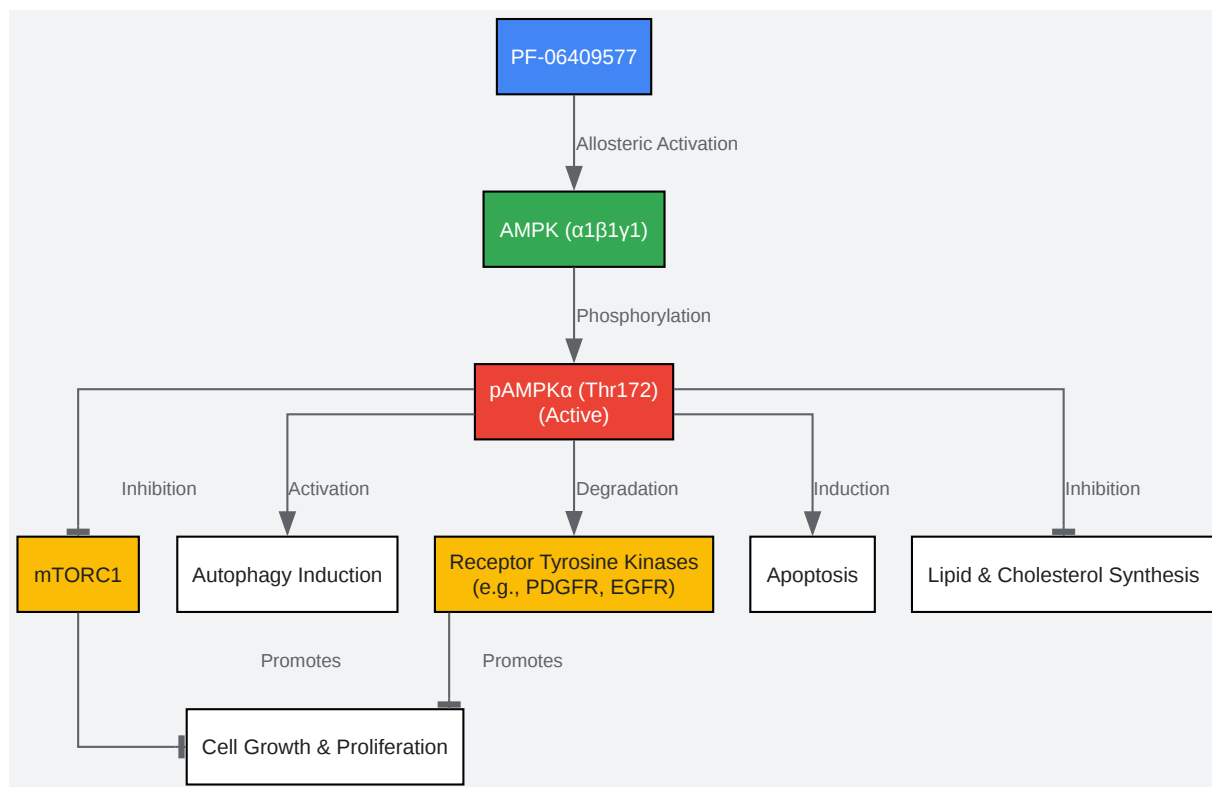 PF-06409577
Allosteric Activation
AMPK (α1β1γ1)
Phosphorylation
pAMPKα (Thr172)
(Active)
Inhibition
Activation
Degradation
Induction
Inhibition
mTORC1
Autophagy Induction
Receptor Tyrosine Kinases
(e.g., PDGFR, EGFR)
Apoptosis
Lipid & Cholesterol Synthesis
Promotes
Promotes
Cell Growth & Proliferation